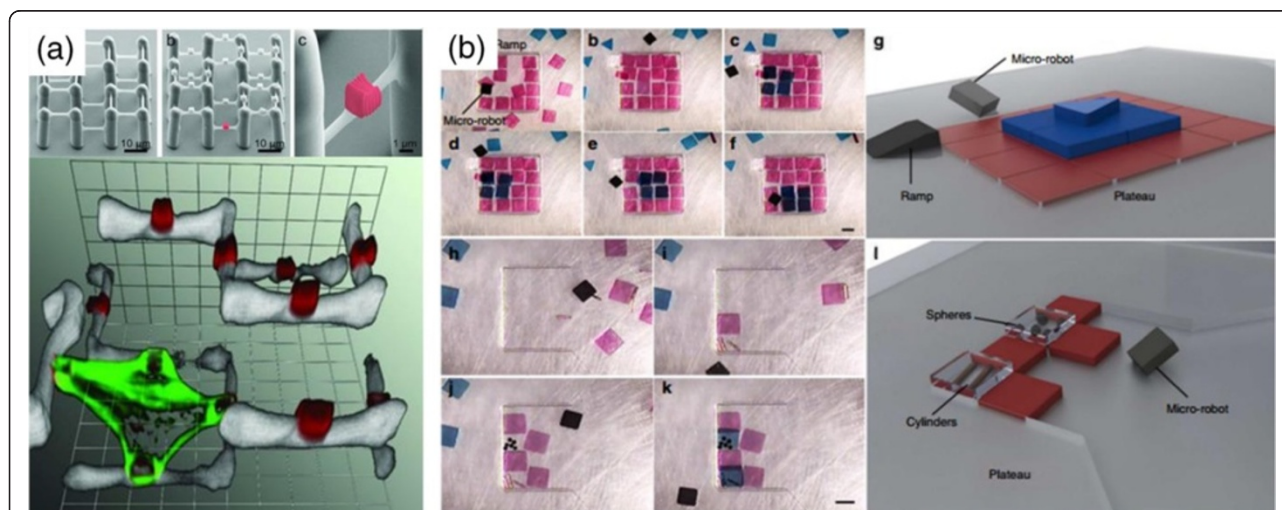 (a)
b
c
10 µm
10 µm
1 µm
(b)
Ramp
Micro-robot
b
c
d
e
f
h
i
j
k
g
Micro-robot
Ramp
Plateau
l
Spheres
Cylinders
Micro-robot
Plateau